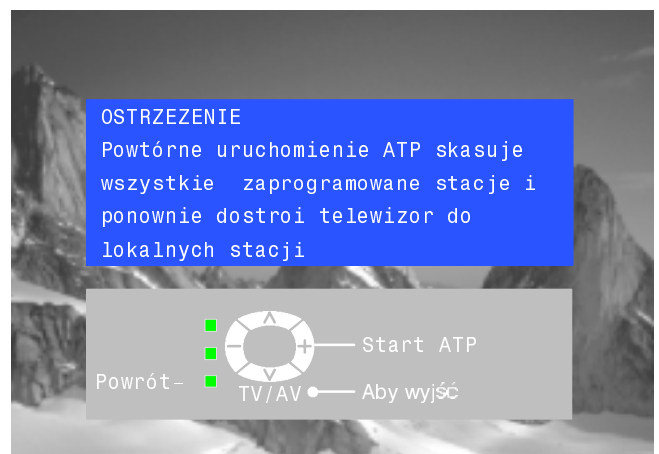 OSTRZEZENIE
Powtórne uruchomienie ATP skasuje
wszystkie zaprogramowane stacje i
ponownie dostroi telewizor do
lokalnych stacji
Start ATP
Powrót
TV/AV
Aby wyjść